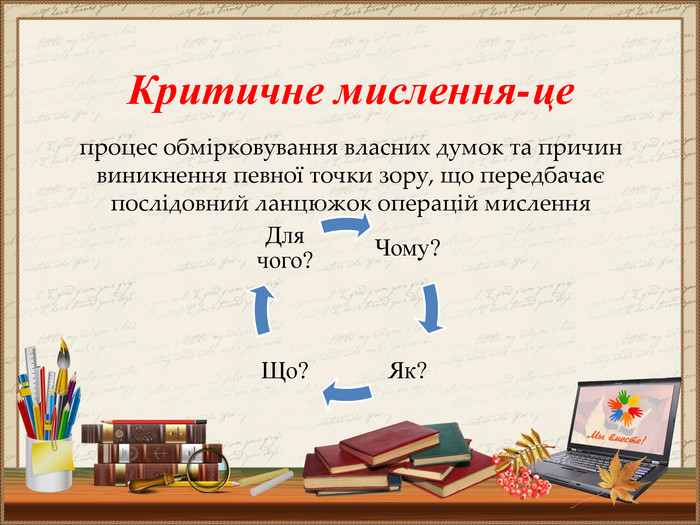 Критичне мислення-це
процес обмірковування власних думок та причин
виникнення певної точки зору, що передбачає
послідовний ланцюжок операцій мислення
Для
чого?
Чому?
Що?
Як?
Мы вместе!